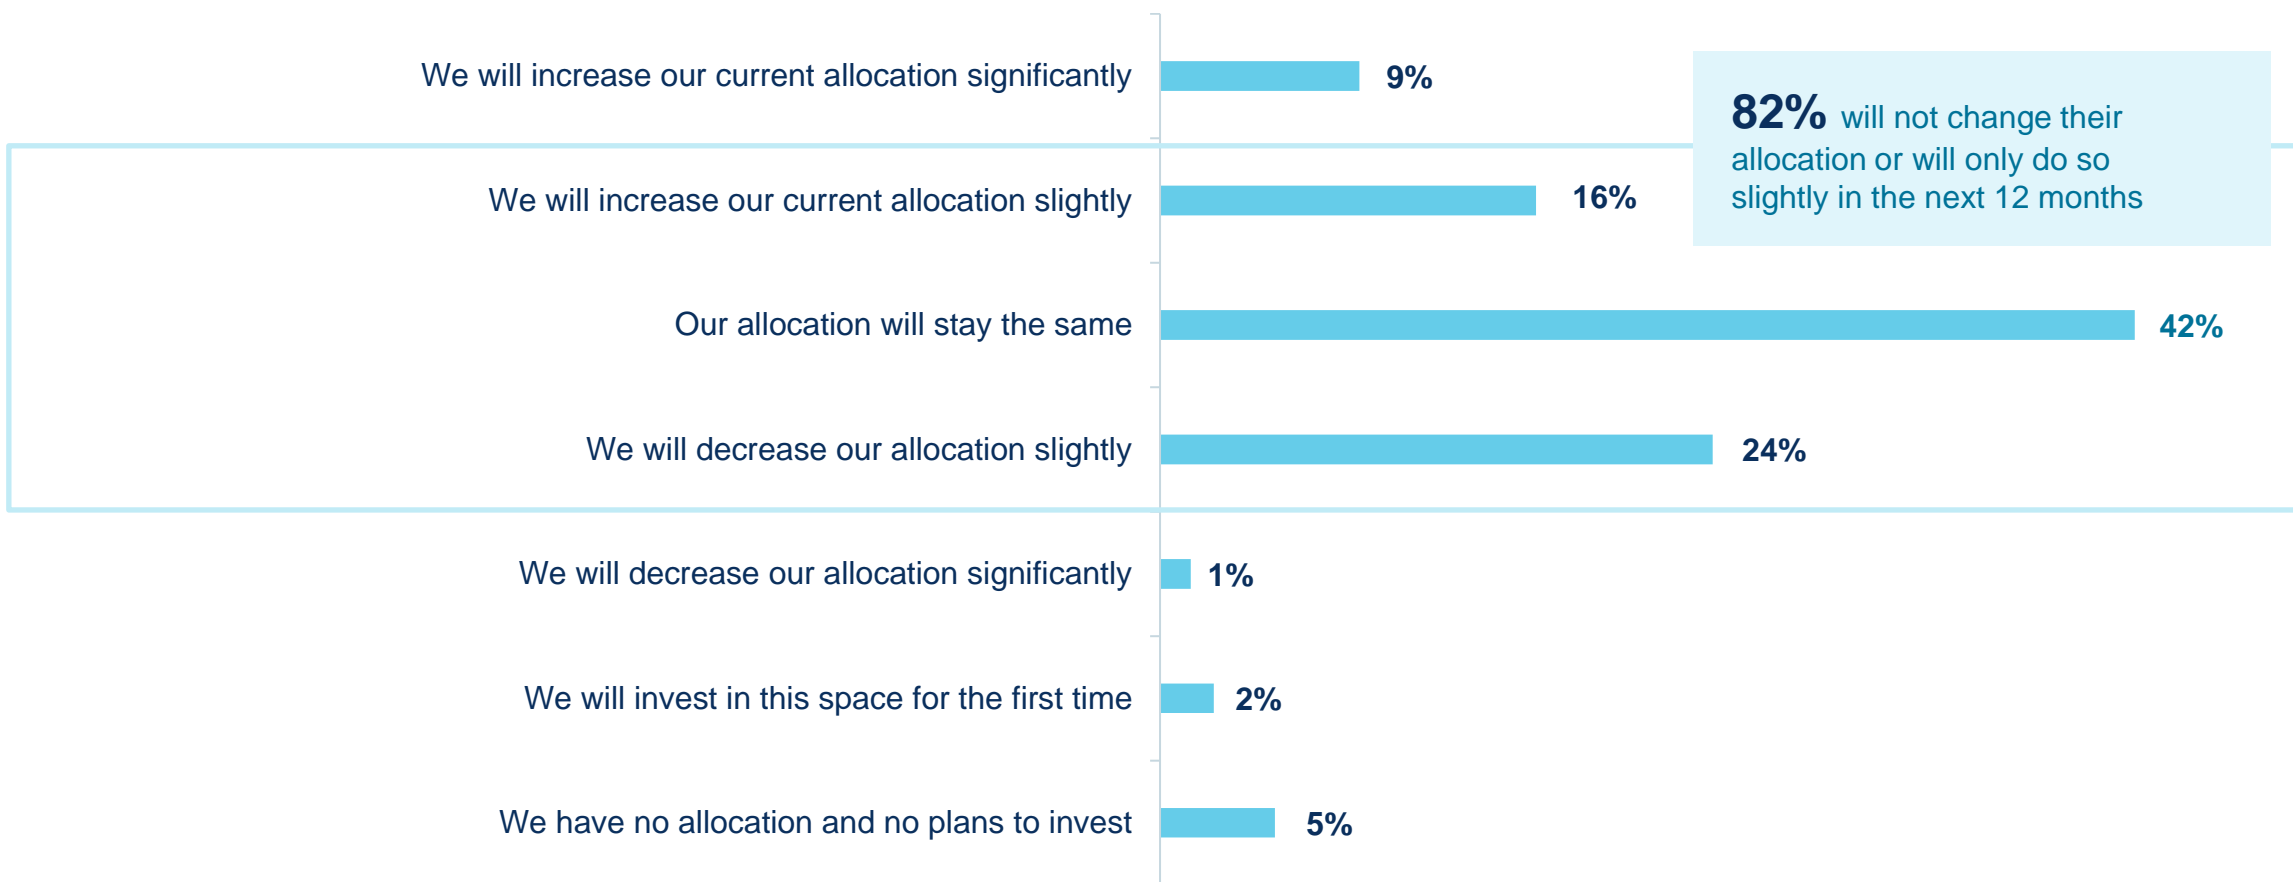 We will increase our current allocation significantly 9%
82% will not change their
allocation or will only do so
slightly in the next 12 months
We will increase our current allocation slightly 16%
Our allocation will stay the same 42%
We will decrease our allocation slightly 24%
We will decrease our allocation significantly 1%
We will invest in this space for the first time 2%
We have no allocation and no plans to invest 5%